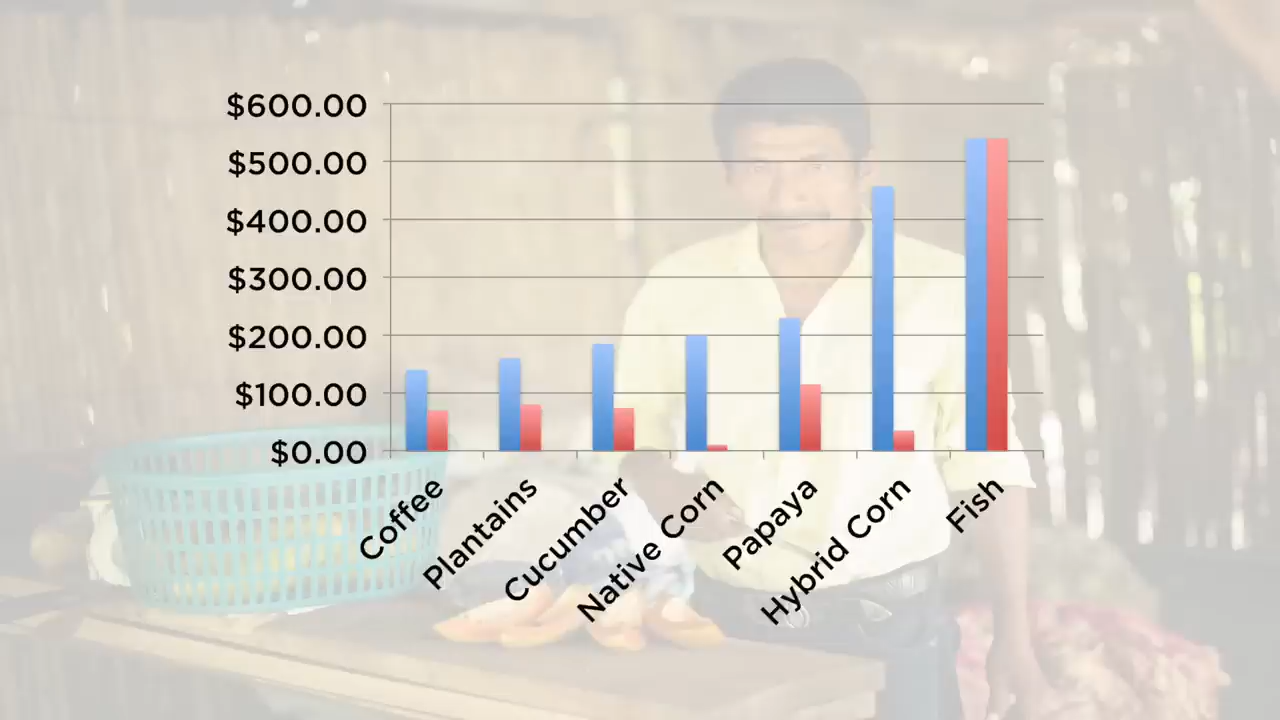 $600.00
$500.00
$400.00
$300.00
$200.00
$100.00
$0.00
Coffee
Plantains
Cucumber
Native Corn
Papaya
Hybrid Corn
Fish